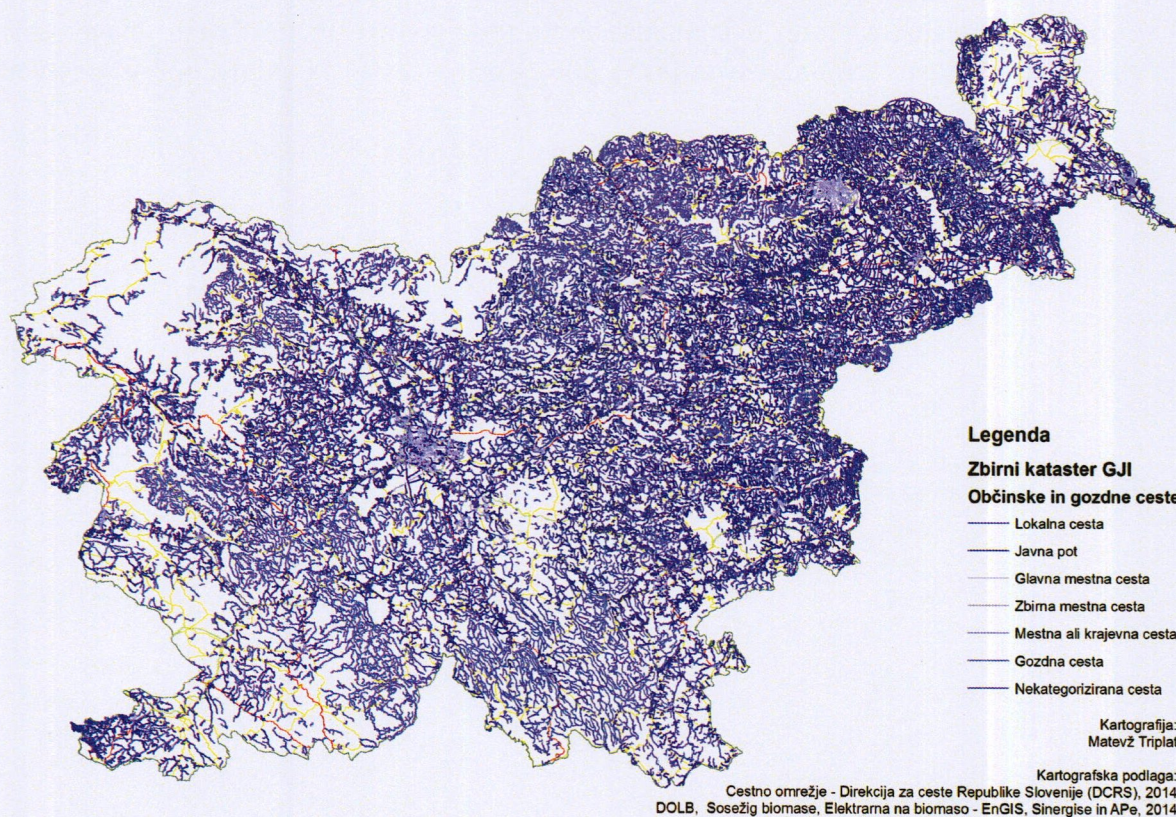 Legenda
Zbirni kataster GJI
Občinske in gozdne ceste
Lokalna cesta
Javna pot
Glavna mestna cesta
Zbirna mestna cesta
Mestna ali krajevna cesta
Gozdna cesta
Nekategorizirana cesta
Kartografija:
Matevž Triplat
Kartografska podlaga:
Cestno omrežje - Direkcija za ceste Republike Slovenije (DCRS), 2014
DOLB, Sosežig biomase, Elektrarna na biomaso - EnGIS, Sinergise in APe, 2014